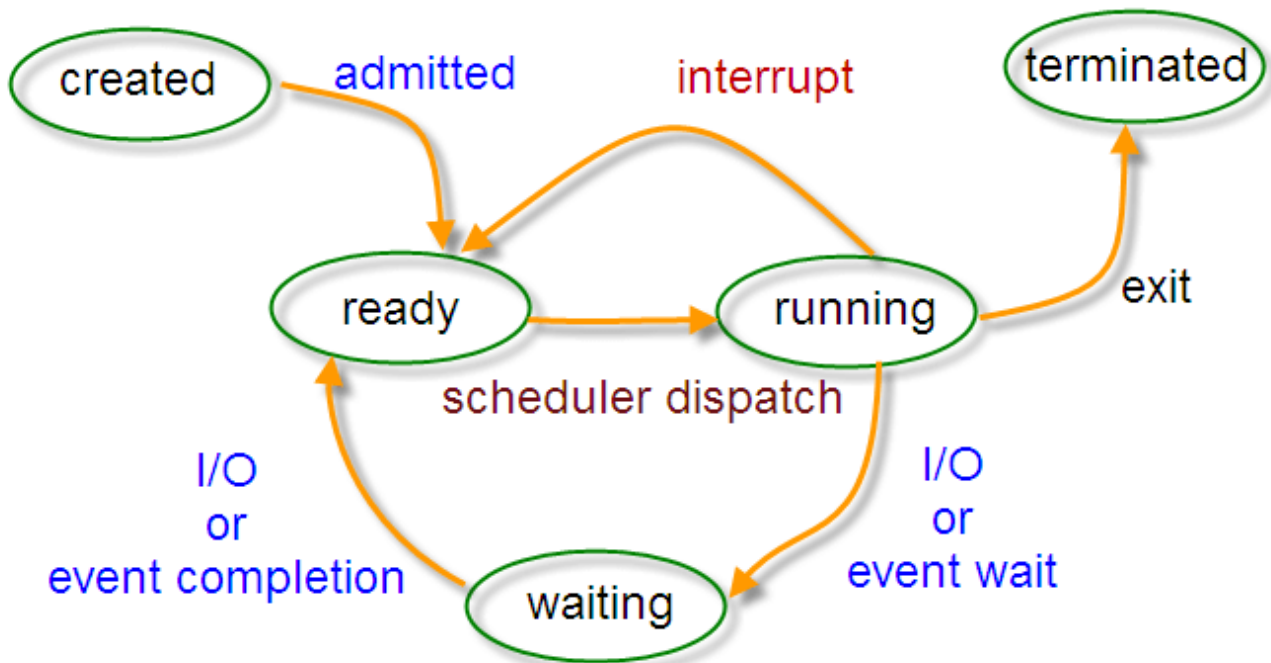 created
admitted
interrupt
terminated
ready
running
exit
scheduler dispatch
I/O
or
event completion
I/O
or
event wait
waiting